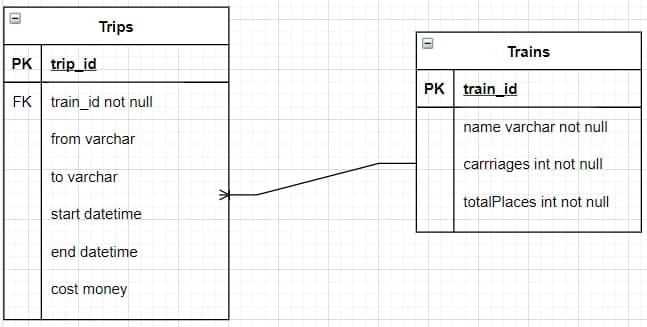 Trips
PK trip_id
FK train_id not null
from varchar
to varchar
start datetime
end datetime
cost money
Trains
PK train_id
name varchar not null
carrriages int not null
totalPlaces int not null